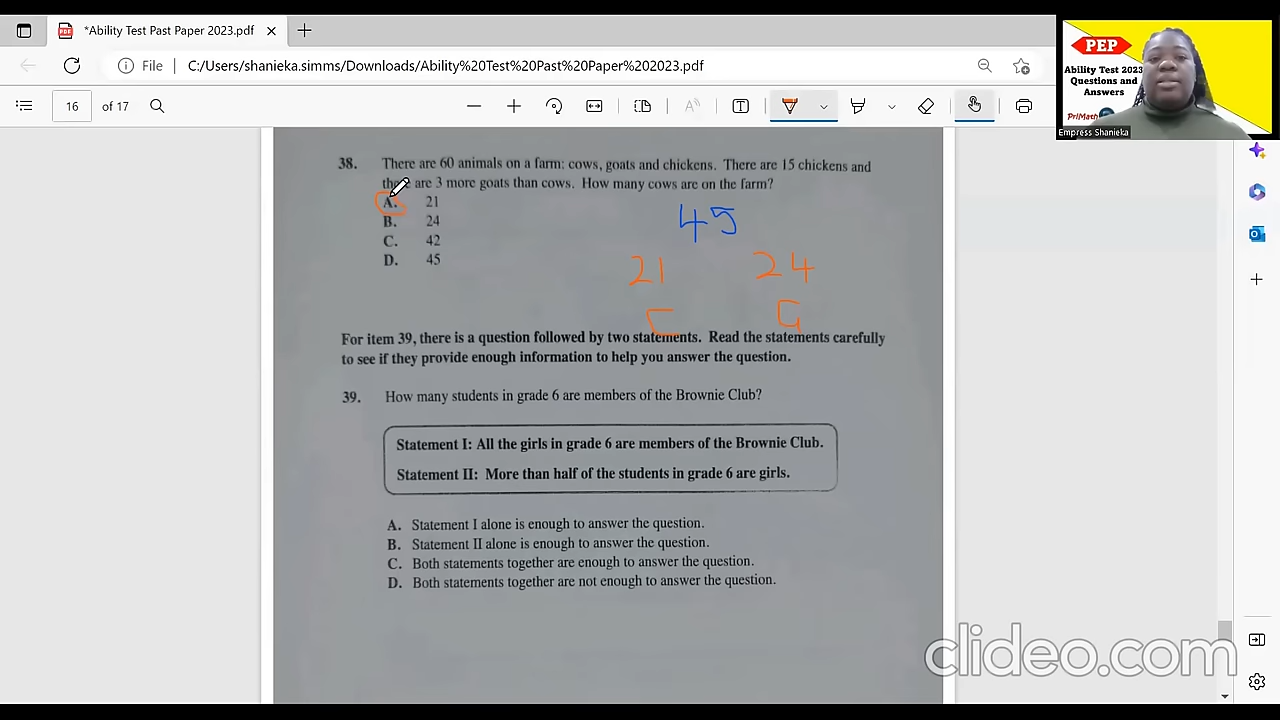 *Ability Test Past Paper 2023.pdf
File C:/Users/shanieka.simms/Downloads/Ability%20Test%20Past%20Paper%202023.pdf
16 of 17
PEP
Ability Test 2023
Questions and
Answers
PriMath
Empress Shanieka
38. There are 60 animals on a farm: cows, goats and chickens. There are 15 chickens and
there are 3 more goats than cows. How many cows are on the farm?
A. 21
B. 24
C. 42
D. 45
45
21 24
C G
For item 39, there is a question followed by two statements. Read the statements carefully
to see if they provide enough information to help you answer the question.
39. How many students in grade 6 are members of the Brownie Club?
Statement I: All the girls in grade 6 are members of the Brownie Club.
Statement II: More than half of the students in grade 6 are girls.
A. Statement I alone is enough to answer the question.
B. Statement II alone is enough to answer the question.
C. Both statements together are enough to answer the question.
D. Both statements together are not enough to answer the question.
clideo.com